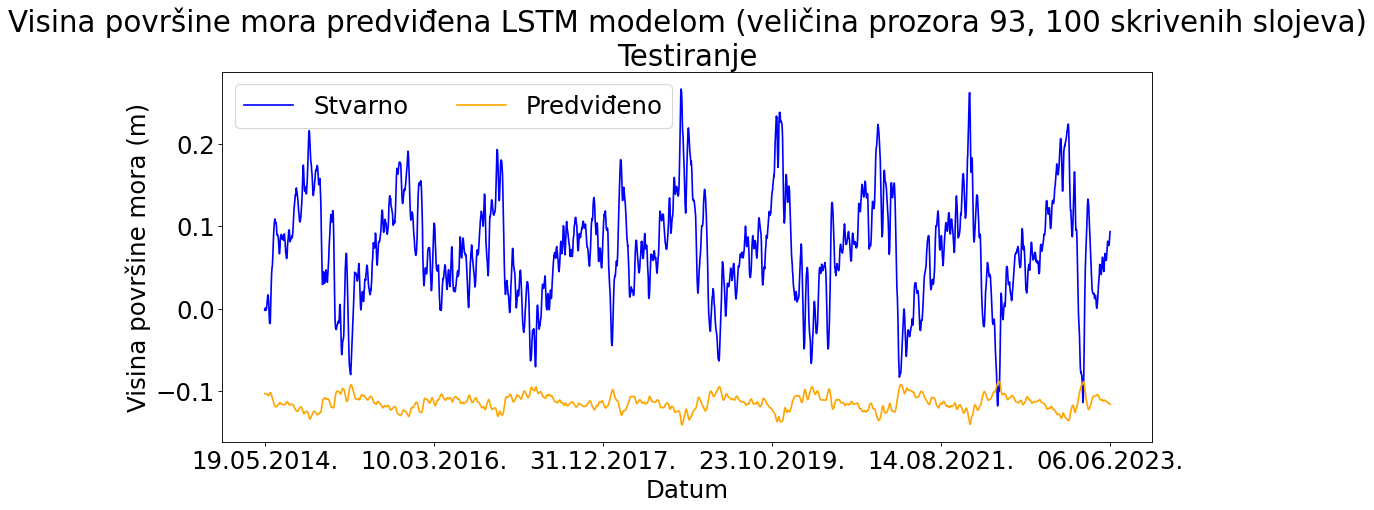 Visina površine mora predviđena LSTM modelom (veličina prozora 93, 100 skrivenih slojeva)
Testiranje
Stvarno
Predviđeno
Visina površine mora (m)
0.2
0.1
0.0
−0.1
19.05.2014.
10.03.2016.
31.12.2017.
23.10.2019.
14.08.2021.
06.06.2023.
Datum